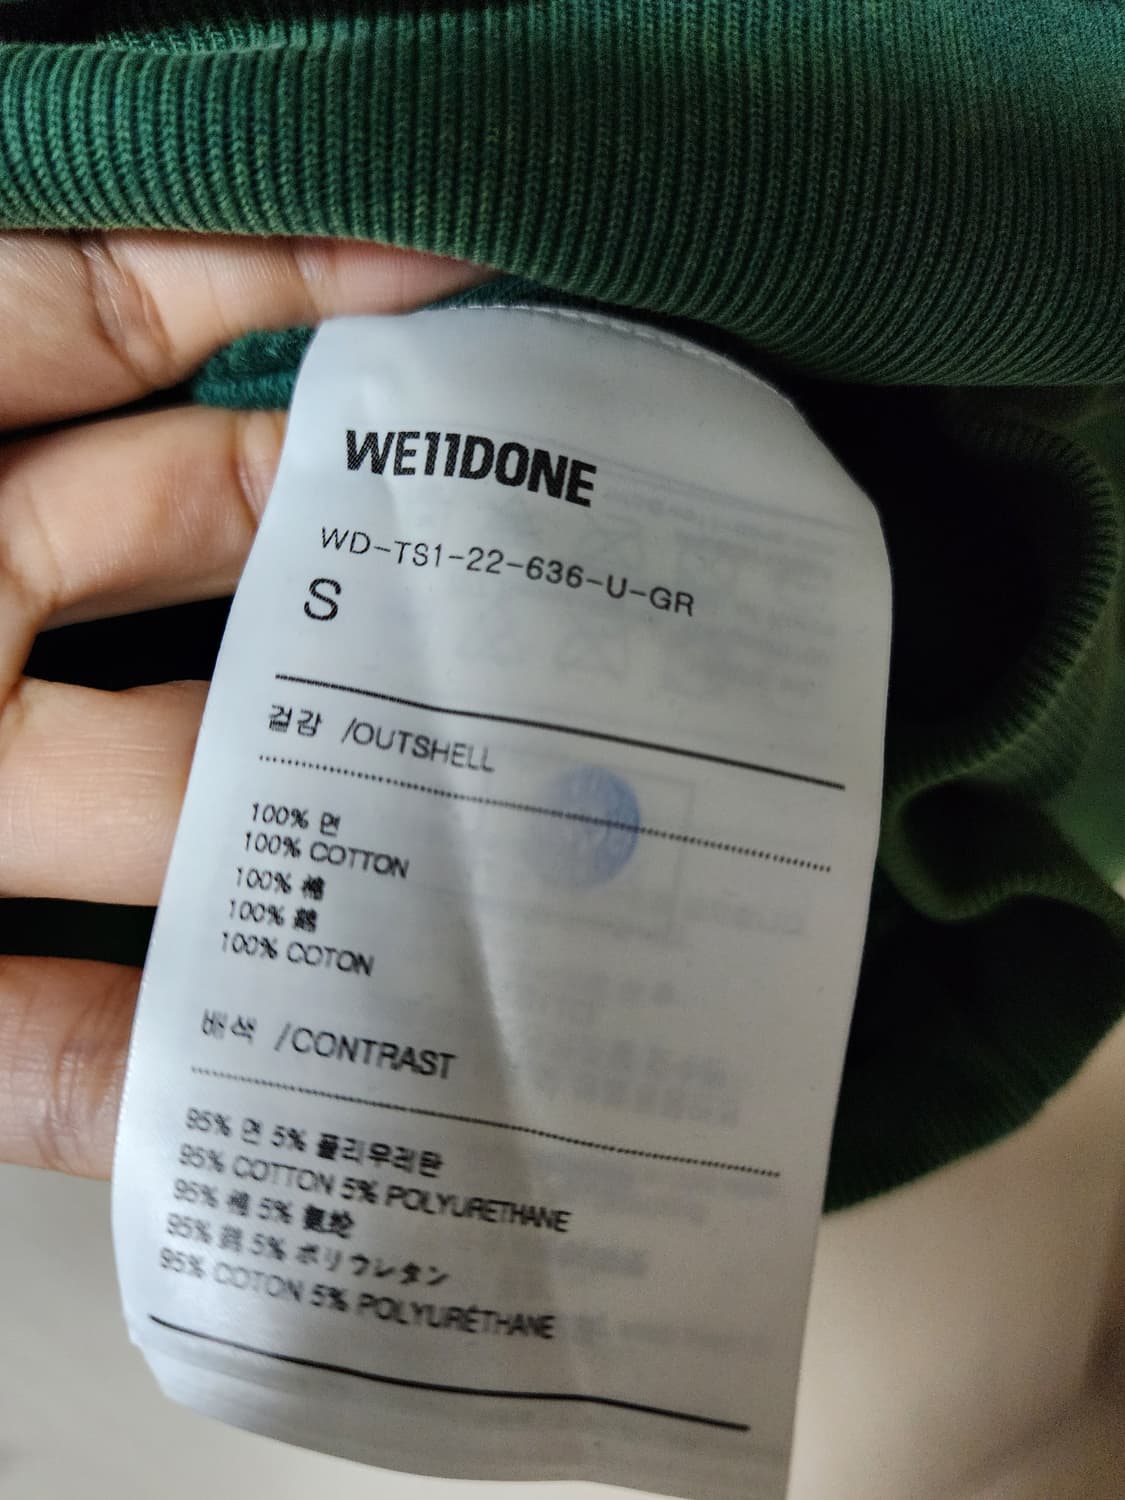 WE11DONE
WD-TS1-22-636-U-GR
S
겉감 /OUTSHELL
100% 면
100% COTTON
100% 棉
100% 綿
100% COTON
배색 /CONTRAST
95% 면 5% 폴리우레탄
95% COTTON 5% POLYURETHANE
95% 棉 5% 氨纶
95% 綿 5% ポリウレタン
95% COTON 5% POLYURÉTHANE